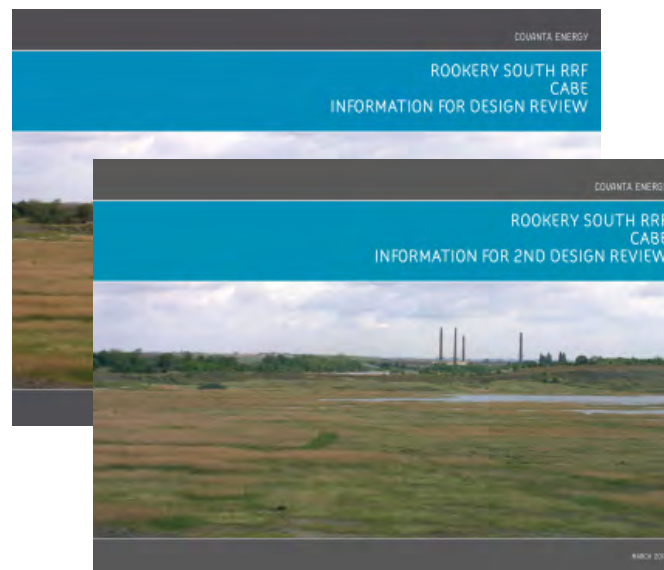 COVANTA ENERGY
ROOKERY SOUTH RRF
CABE
INFORMATION FOR DESIGN REVIEW
COVANTA ENERGY
ROOKERY SOUTH RRF
CABE
INFORMATION FOR 2ND DESIGN REVIEW
MARCH